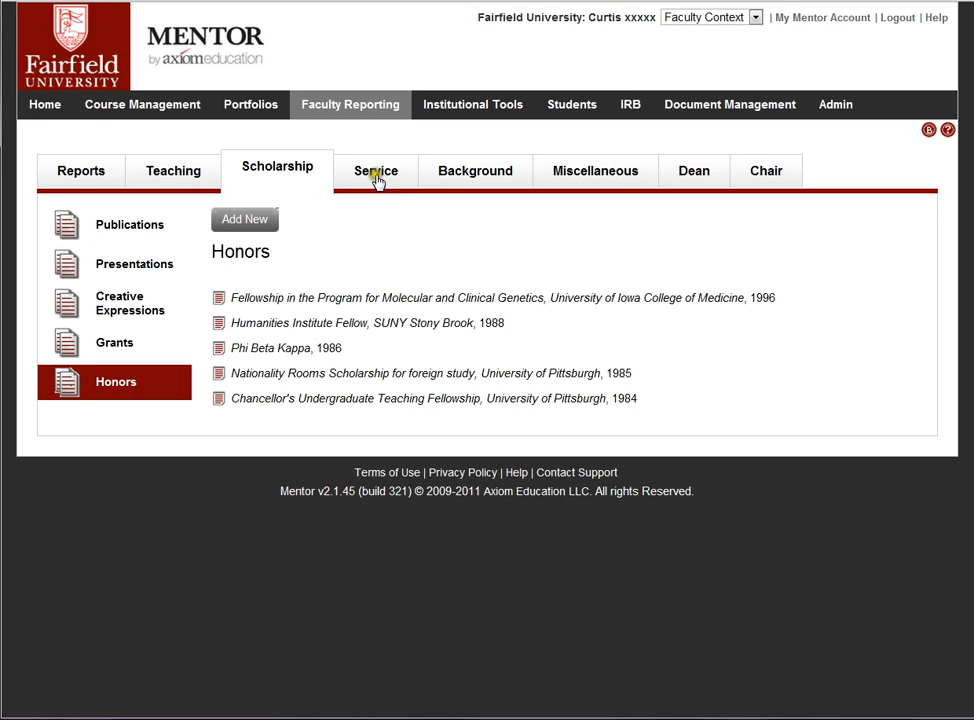 Fairfield
UNIVERSITY
MENTOR
by axiomeducation
Fairfield University: Curtis xxxxx Faculty Context | My Mentor Account | Logout | Help
Home Course Management Portfolios Faculty Reporting Institutional Tools Students IRB Document Management Admin
B ?
Reports Teaching Scholarship Service Background Miscellaneous Dean Chair
Publications
Presentations
Creative
Expressions
Grants
Honors
Add New
Honors
Fellowship in the Program for Molecular and Clinical Genetics, University of Iowa College of Medicine, 1996
Humanities Institute Fellow, SUNY Stony Brook, 1988
Phi Beta Kappa, 1986
Nationality Rooms Scholarship for foreign study, University of Pittsburgh, 1985
Chancellor's Undergraduate Teaching Fellowship, University of Pittsburgh, 1984
Terms of Use | Privacy Policy | Help | Contact Support
Mentor v2.1.45 (build 321) © 2009-2011 Axiom Education LLC. All rights Reserved.